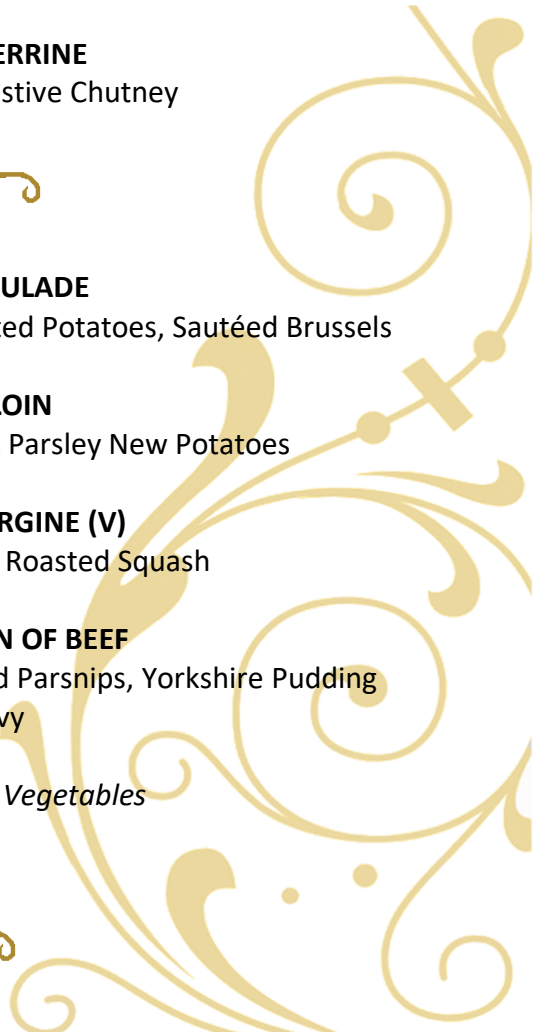 ERRINE
stive Chutney
ULADE
ted Potatoes, Sautéed Brussels
LOIN
Parsley New Potatoes
RGINE (V)
Roasted Squash
N OF BEEF
d Parsnips, Yorkshire Pudding
vy
Vegetables